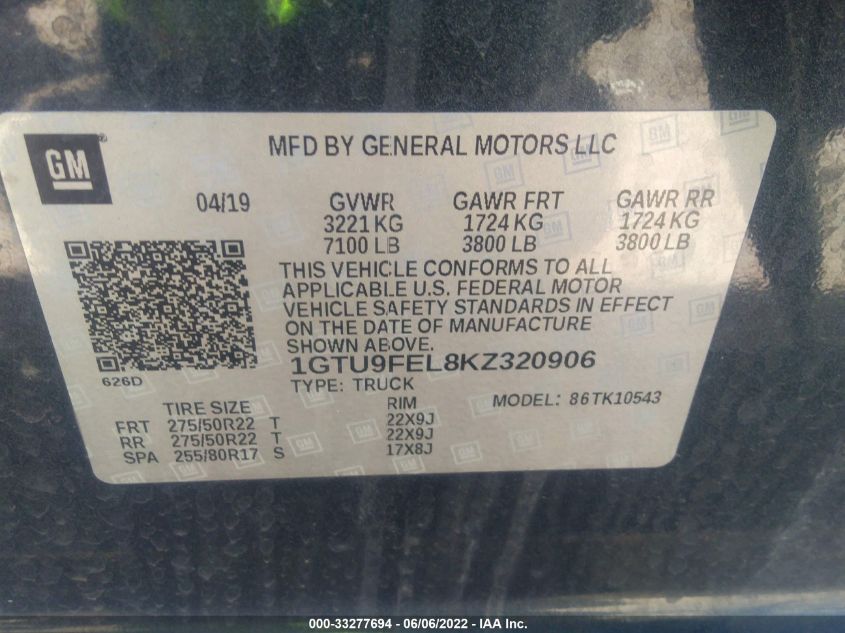 GM
MFD BY GENERAL MOTORS LLC
04/19 GVWR GAWR FRT GAWR RR
3221 KG 1724 KG 1724 KG
7100 LB 3800 LB 3800 LB
THIS VEHICLE CONFORMS TO ALL
APPLICABLE U.S. FEDERAL MOTOR
VEHICLE SAFETY STANDARDS IN EFFECT
ON THE DATE OF MANUFACTURE
SHOWN ABOVE.
1GTU9FEL8KZ320906
626D TYPE: TRUCK
TIRE SIZE RIM MODEL: 86TK10543
FRT 275/50R22 T 22X9J
RR 275/50R22 T 22X9J
SPA 255/80R17 S 17X8J
000-33277694 - 06/06/2022 - IAA Inc.